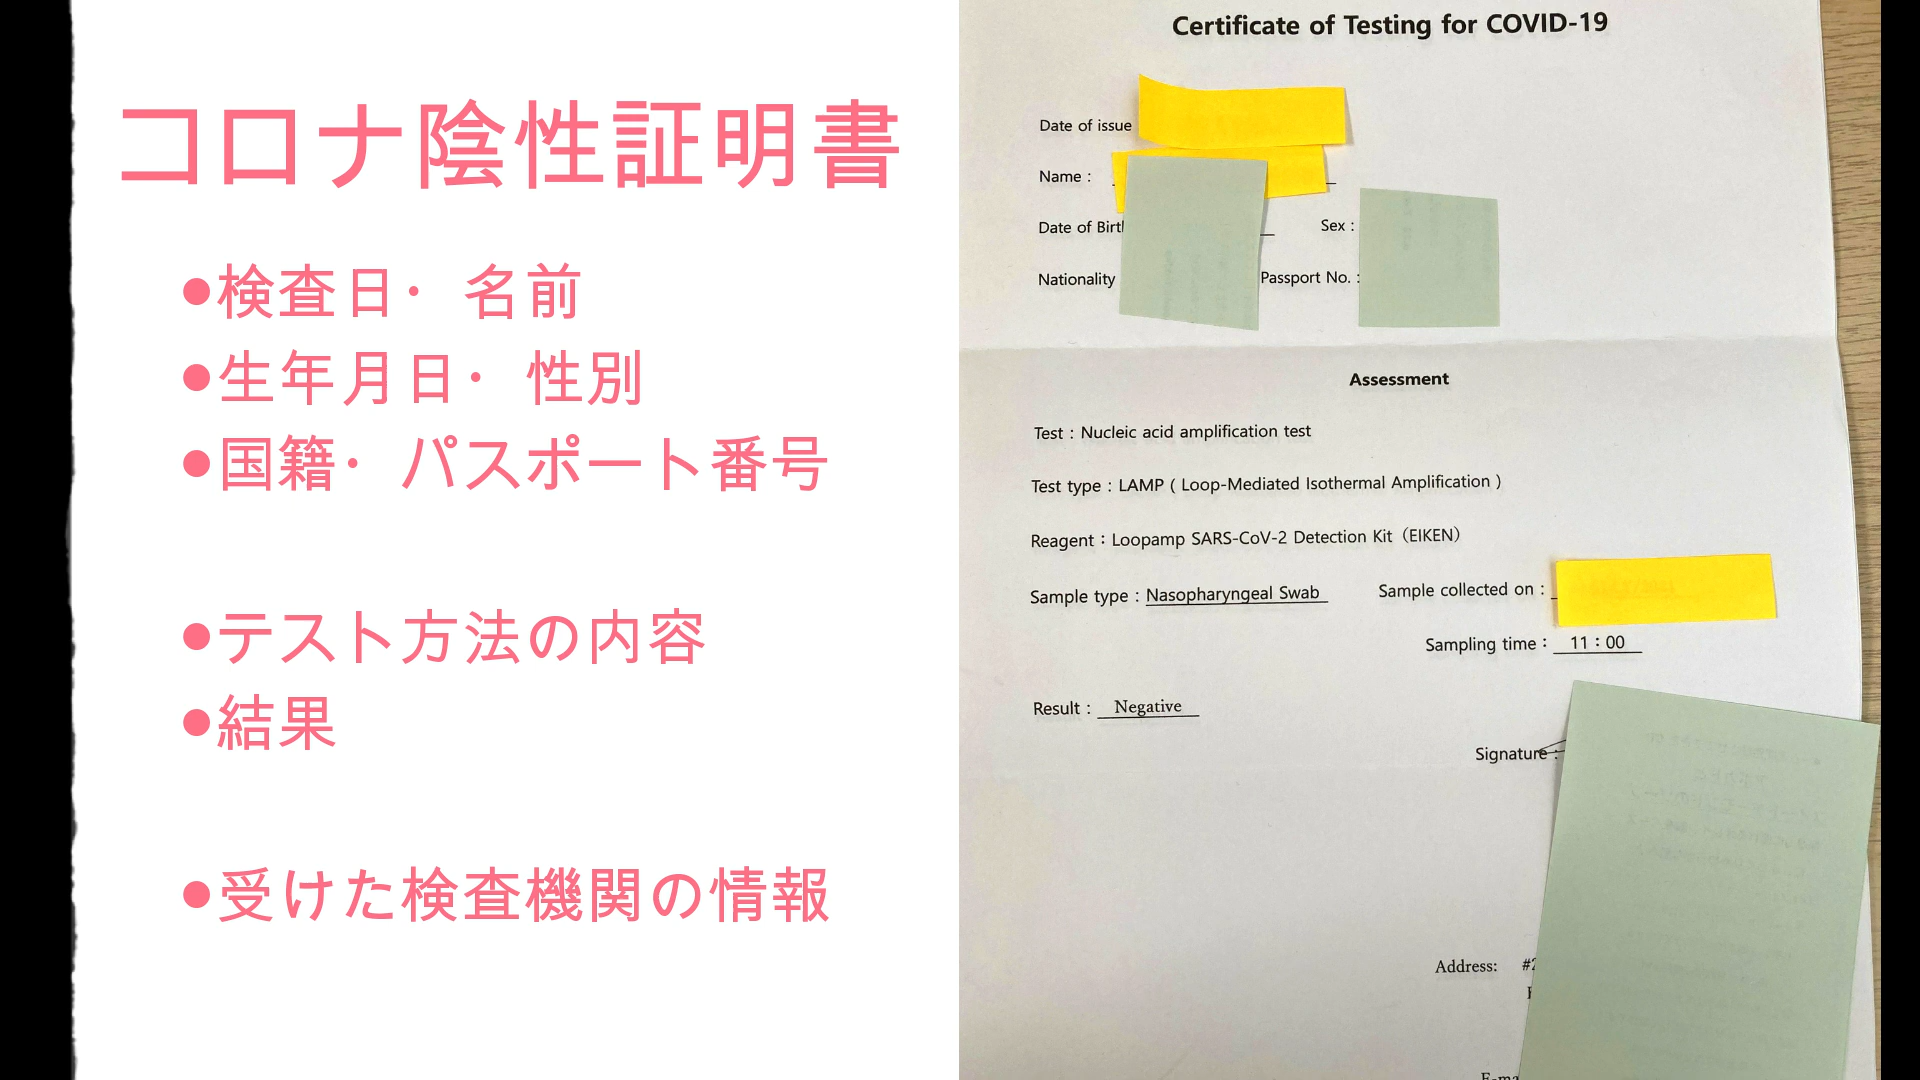 コロナ陰性証明書
●検査日・名前
●生年月日・性別
●国籍・パスポート番号
●テスト方法の内容
●結果
●受けた検査機関の情報
Certificate of Testing for COVID-19
Date of issue
Name :
Date of Birt
Sex :
Nationality
Passport No. :
Assessment
Test : Nucleic acid amplification test
Test type : LAMP ( Loop-Mediated Isothermal Amplification )
Reagent : Loopamp SARS-CoV-2 Detection Kit（EIKEN）
Sample type : Nasopharyngeal Swab Sample collected on :
Sampling time : 11 : 00
Result : Negative
Signature :
Address: